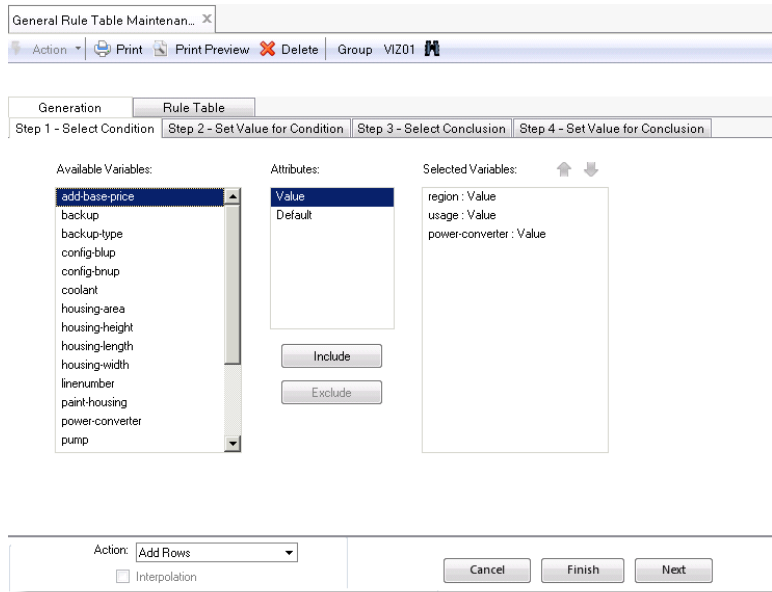 General Rule Table Maintenan...
Action Print Print Preview Delete Group VIZ01
Generation Rule Table
Step 1 - Select Condition Step 2 - Set Value for Condition Step 3 - Select Conclusion Step 4 - Set Value for Conclusion
Available Variables: Attributes: Selected Variables:
add-base-price Value region : Value
backup Default usage : Value
backup-type power-converter : Value
config-blup
config-bnup
coolant
housing-area
housing-height
housing-length
Include
housing-width
linenumber
Exclude
paint-housing
power-converter
pump
Action: Add Rows
Interpolation
Cancel Finish Next